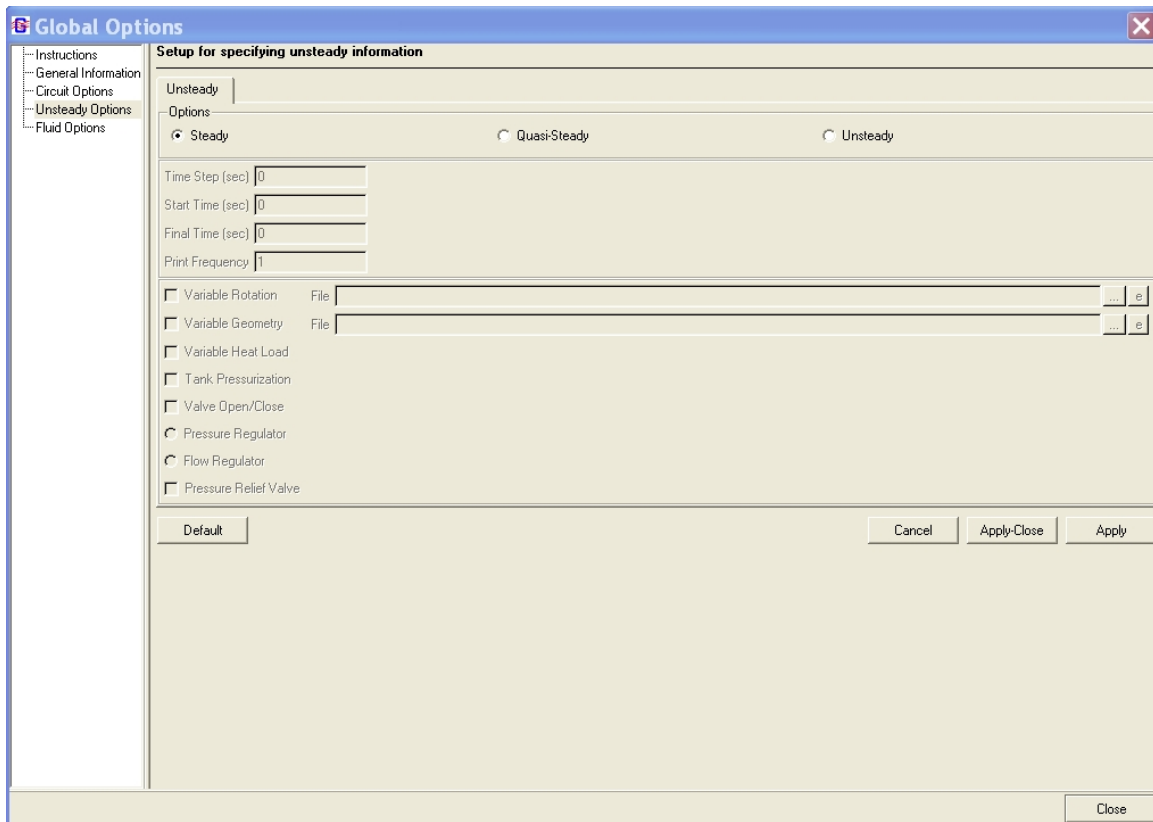 Global Options
Instructions
General Information
Circuit Options
Unsteady Options
Fluid Options
Setup for specifying unsteady information
Unsteady
Options
Steady Quasi-Steady Unsteady
Time Step (sec) 0
Start Time (sec) 0
Final Time (sec) 0
Print Frequency 1
Variable Rotation File ... e
Variable Geometry File ... e
Variable Heat Load
Tank Pressurization
Valve Open/Close
Pressure Regulator
Flow Regulator
Pressure Relief Valve
Default Cancel Apply-Close Apply
Close